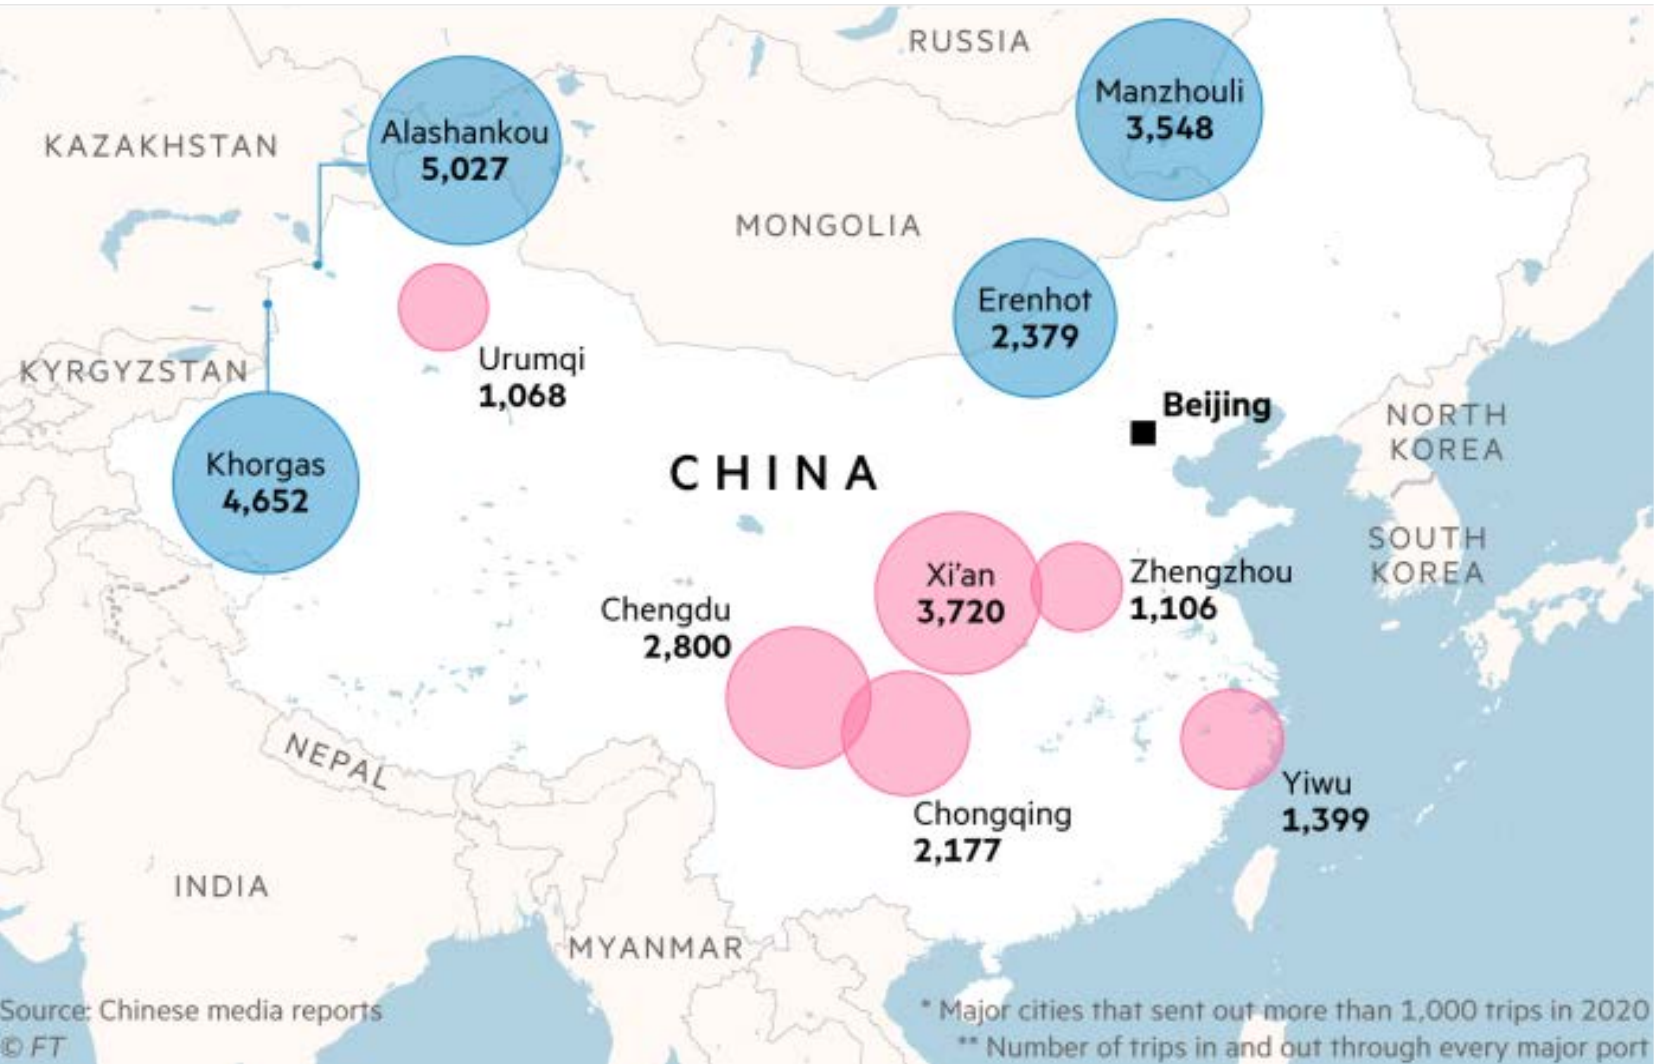 RUSSIA
Manzhouli
3,548
Alashankou
5,027
KAZAKHSTAN
MONGOLIA
Erenhot
2,379
Urumqi
1,068
KYRGYZSTAN
Beijing
NORTH
KOREA
Khorgas
4,652
CHINA
SOUTH
KOREA
Xi'an
3,720
Zhengzhou
1,106
Chengdu
2,800
NEPAL
Yiwu
1,399
Chongqing
2,177
INDIA
MYANMAR
Source: Chinese media reports
© FT
* Major cities that sent out more than 1,000 trips in 2020
** Number of trips in and out through every major port